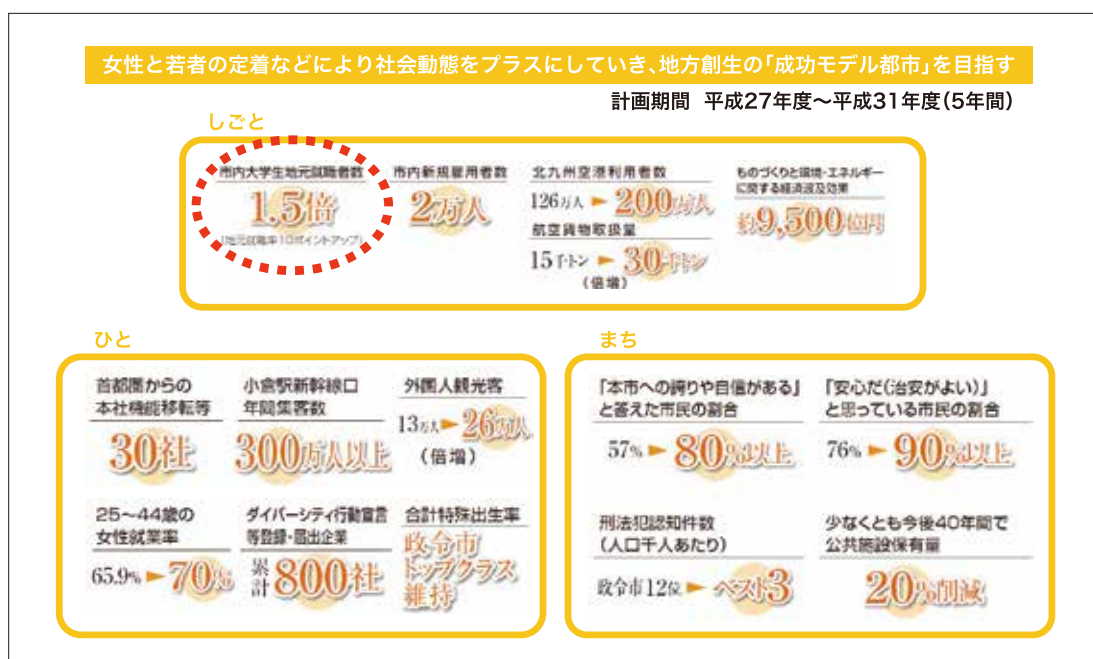 女性と若者の定着などにより社会動態をプラスにしていき、地方創生の｢成功モデル都市｣を目指す
計画期間 平成27年度～平成31年度(5年間)
しごと
市内大学生地元就職者数
1.5倍
(地元就職率10ポイントアップ)
市内新規雇用者数
2万人
北九州空港利用者数
126万人 ► 200万人
航空貨物取扱量
15千トン ► 30千トン
(倍増)
ものづくりと環境・エネルギー
に関する経済波及効果
約9,500億円
ひと
首都圏からの
本社機能移転等
30社
小倉駅新幹線口
年間集客数
300万人以上
外国人観光客
13万人 ► 26万人
(倍増)
25～44歳の
女性就業率
65.9% ► 70%
ダイバーシティ行動宣言
等登録・届出企業
累計 800社
合計特殊出生率
政令市
トップクラス
維持
まち
「本市への誇りや自信がある」
と答えた市民の割合
57% ► 80%以上
「安心だ(治安がよい)」
と思っている市民の割合
76% ► 90%以上
刑法犯認知件数
(人口千人あたり)
政令市12位 ► ベスト3
少なくとも今後40年間で
公共施設保有量
20%削減